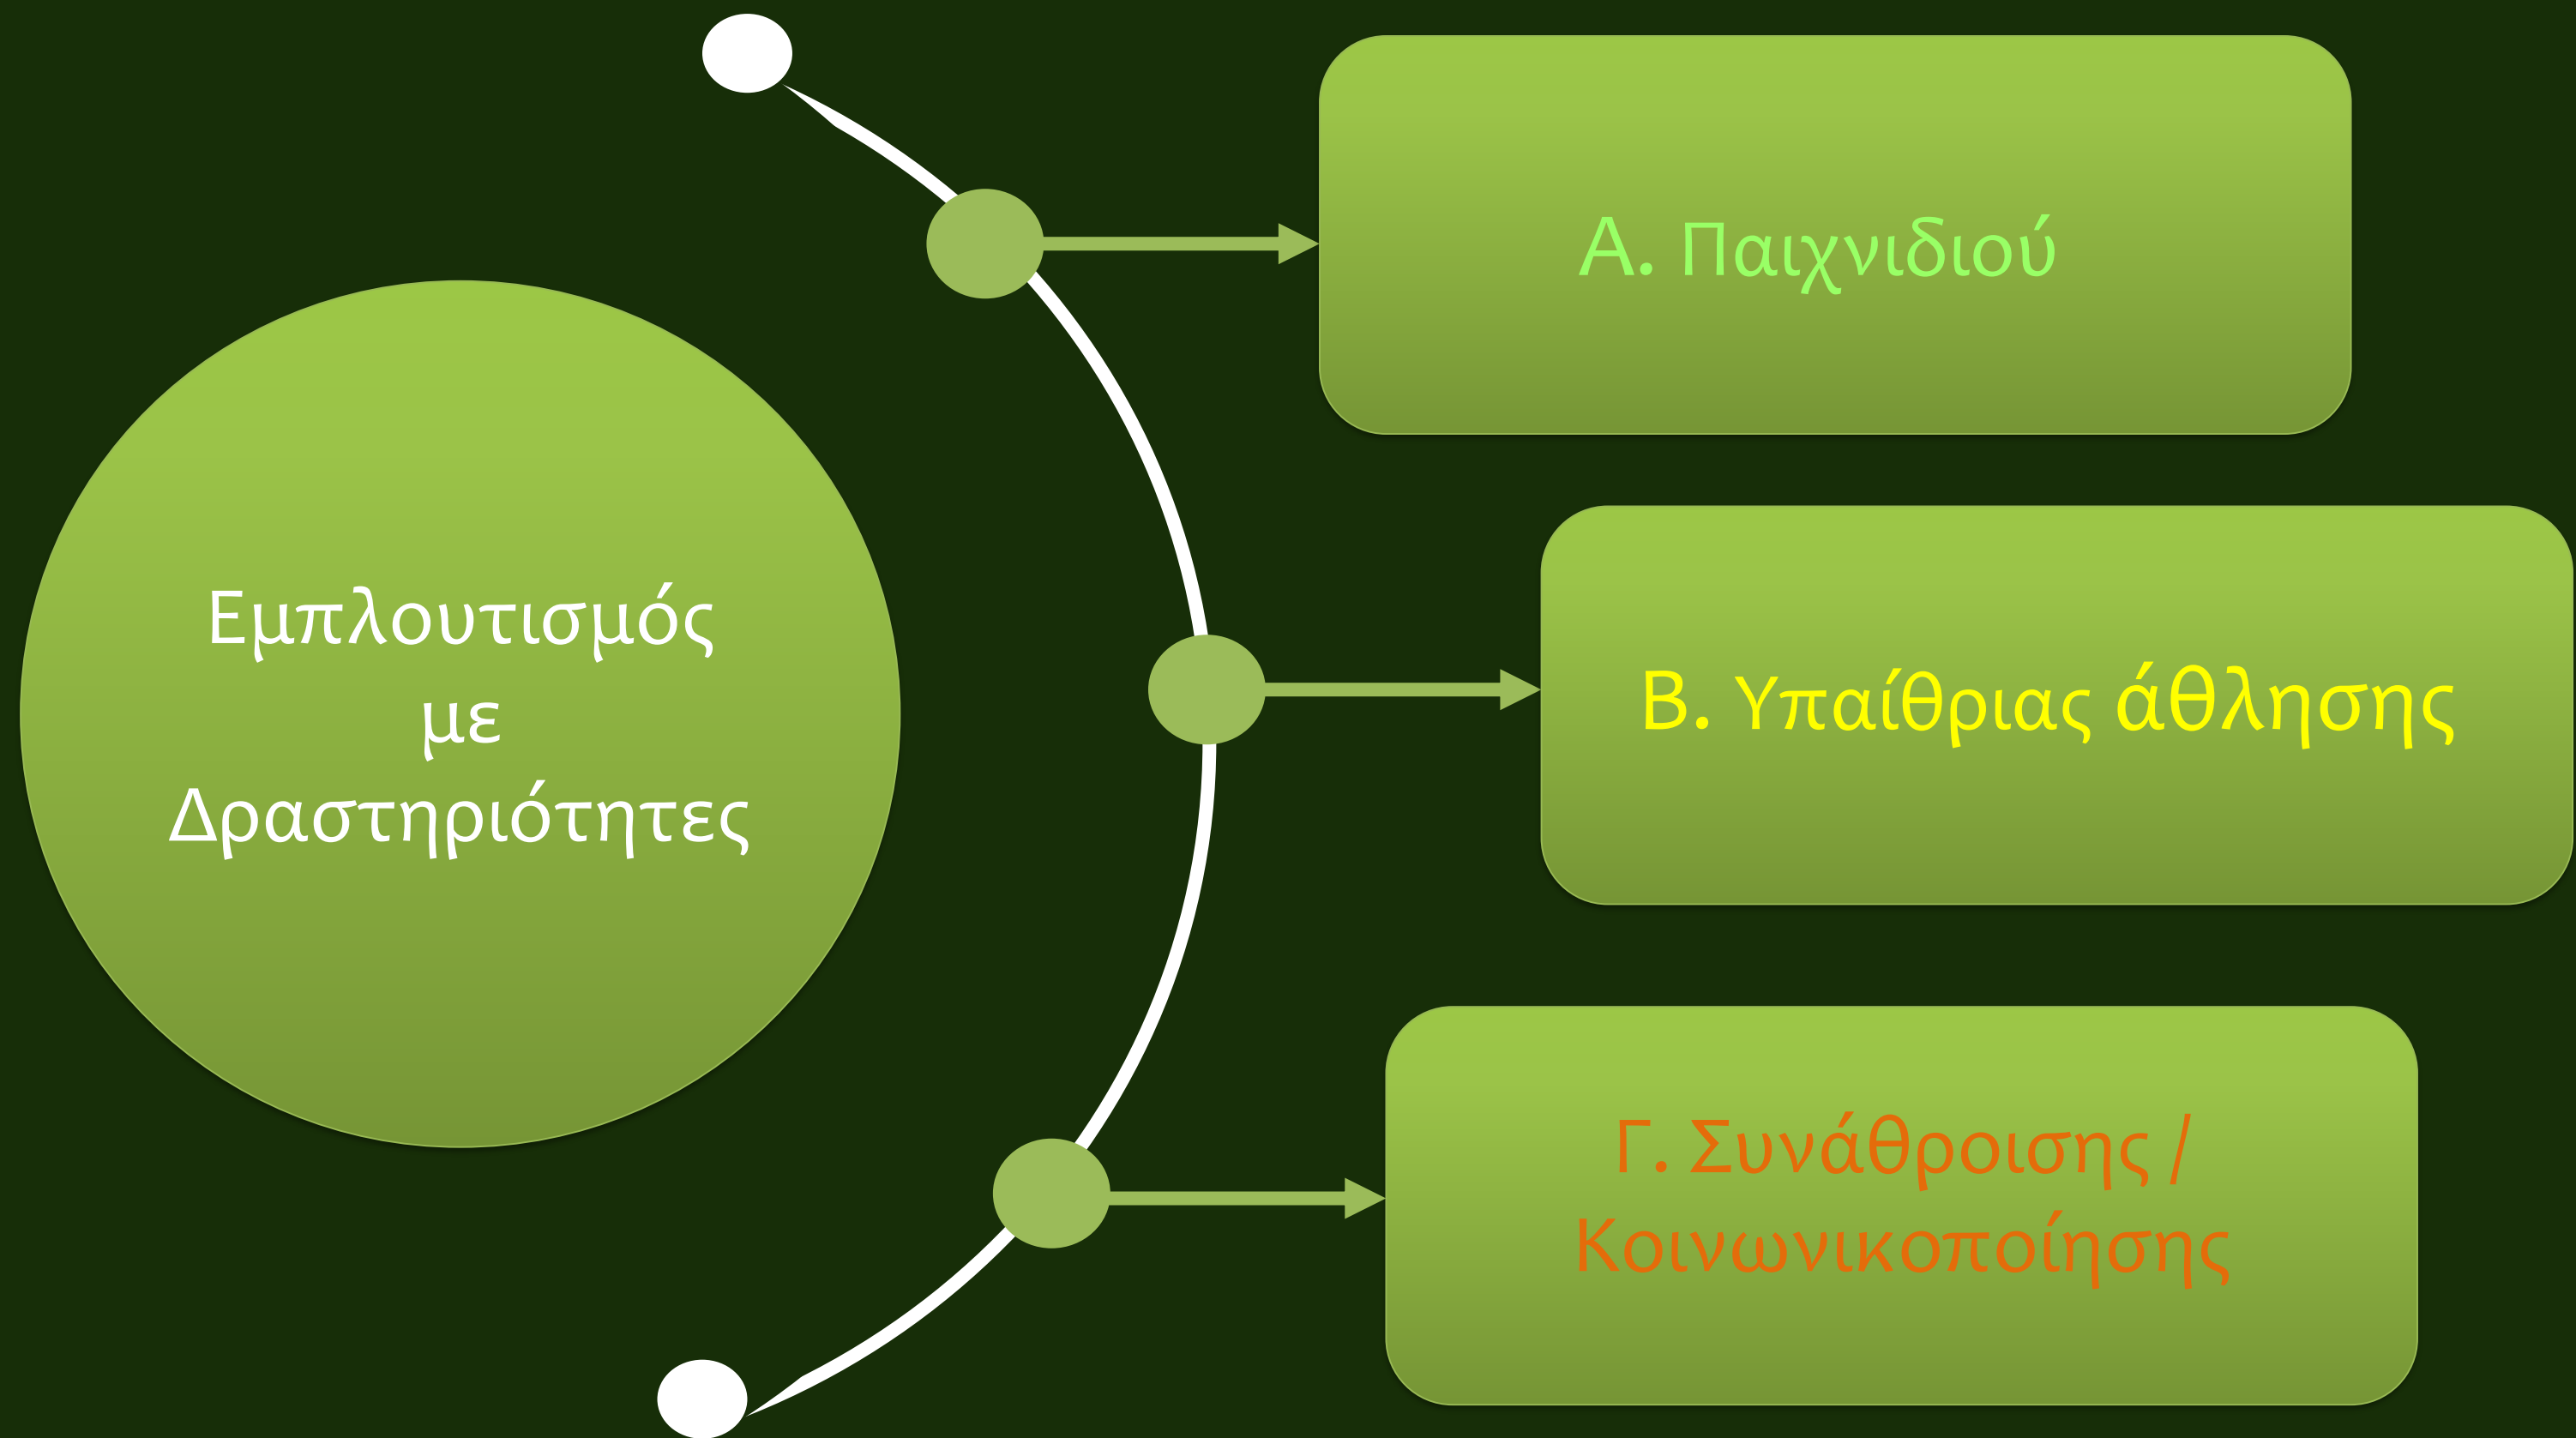 Εμπλουτισμός
με
Δραστηριότητες
Α. Παιχνιδιού
Β. Υπαίθριας άθλησης
Γ. Συνάθροισης /
Κοινωνικοποίησης